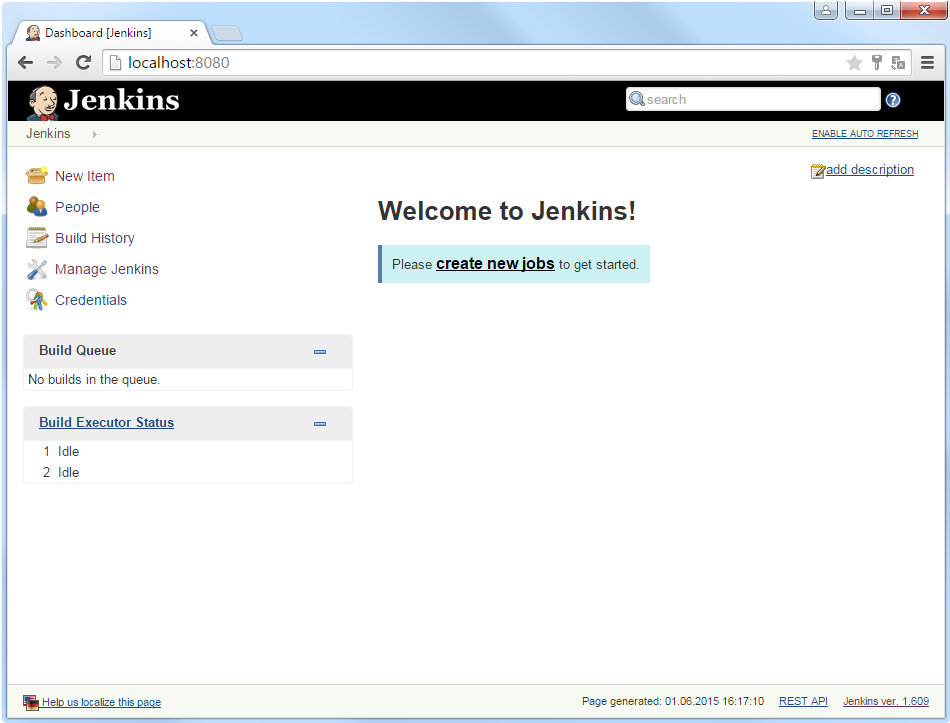 Dashboard [Jenkins]
localhost:8080
Jenkins
search
Jenkins
ENABLE AUTO REFRESH
add description
New Item
People
Build History
Manage Jenkins
Credentials
Build Queue
No builds in the queue.
Build Executor Status
1 Idle
2 Idle
Welcome to Jenkins!
Please create new jobs to get started.
Help us localize this page
Page generated: 01.06.2015 16:17:10 REST API Jenkins ver. 1.609